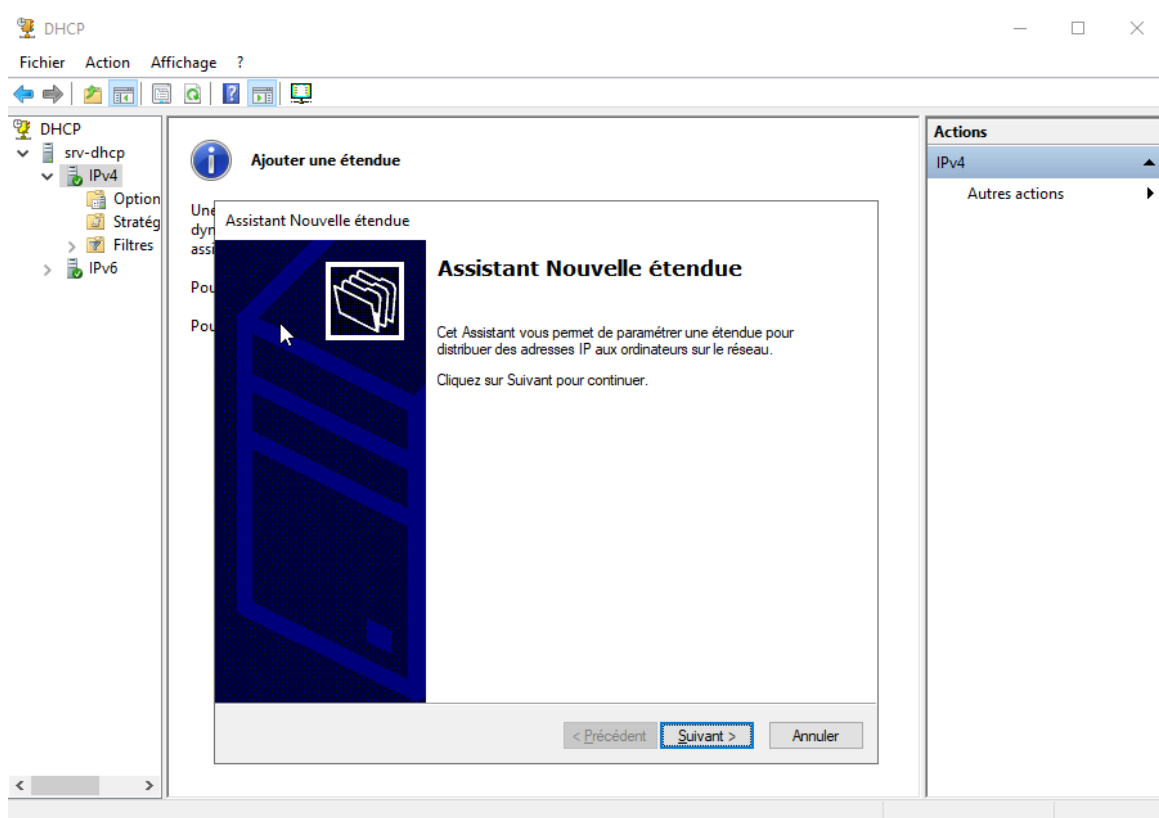 DHCP
Fichier Action Affichage ?
DHCP
srv-dhcp
IPv4
Option
Stratég
Filtres
IPv6
Ajouter une étendue
Une
dyn
assi
Pou
Pou
Assistant Nouvelle étendue
Assistant Nouvelle étendue
Cet Assistant vous permet de paramétrer une étendue pour
distribuer des adresses IP aux ordinateurs sur le réseau.
Cliquez sur Suivant pour continuer.
< Précédent Suivant > Annuler
Actions
IPv4
Autres actions